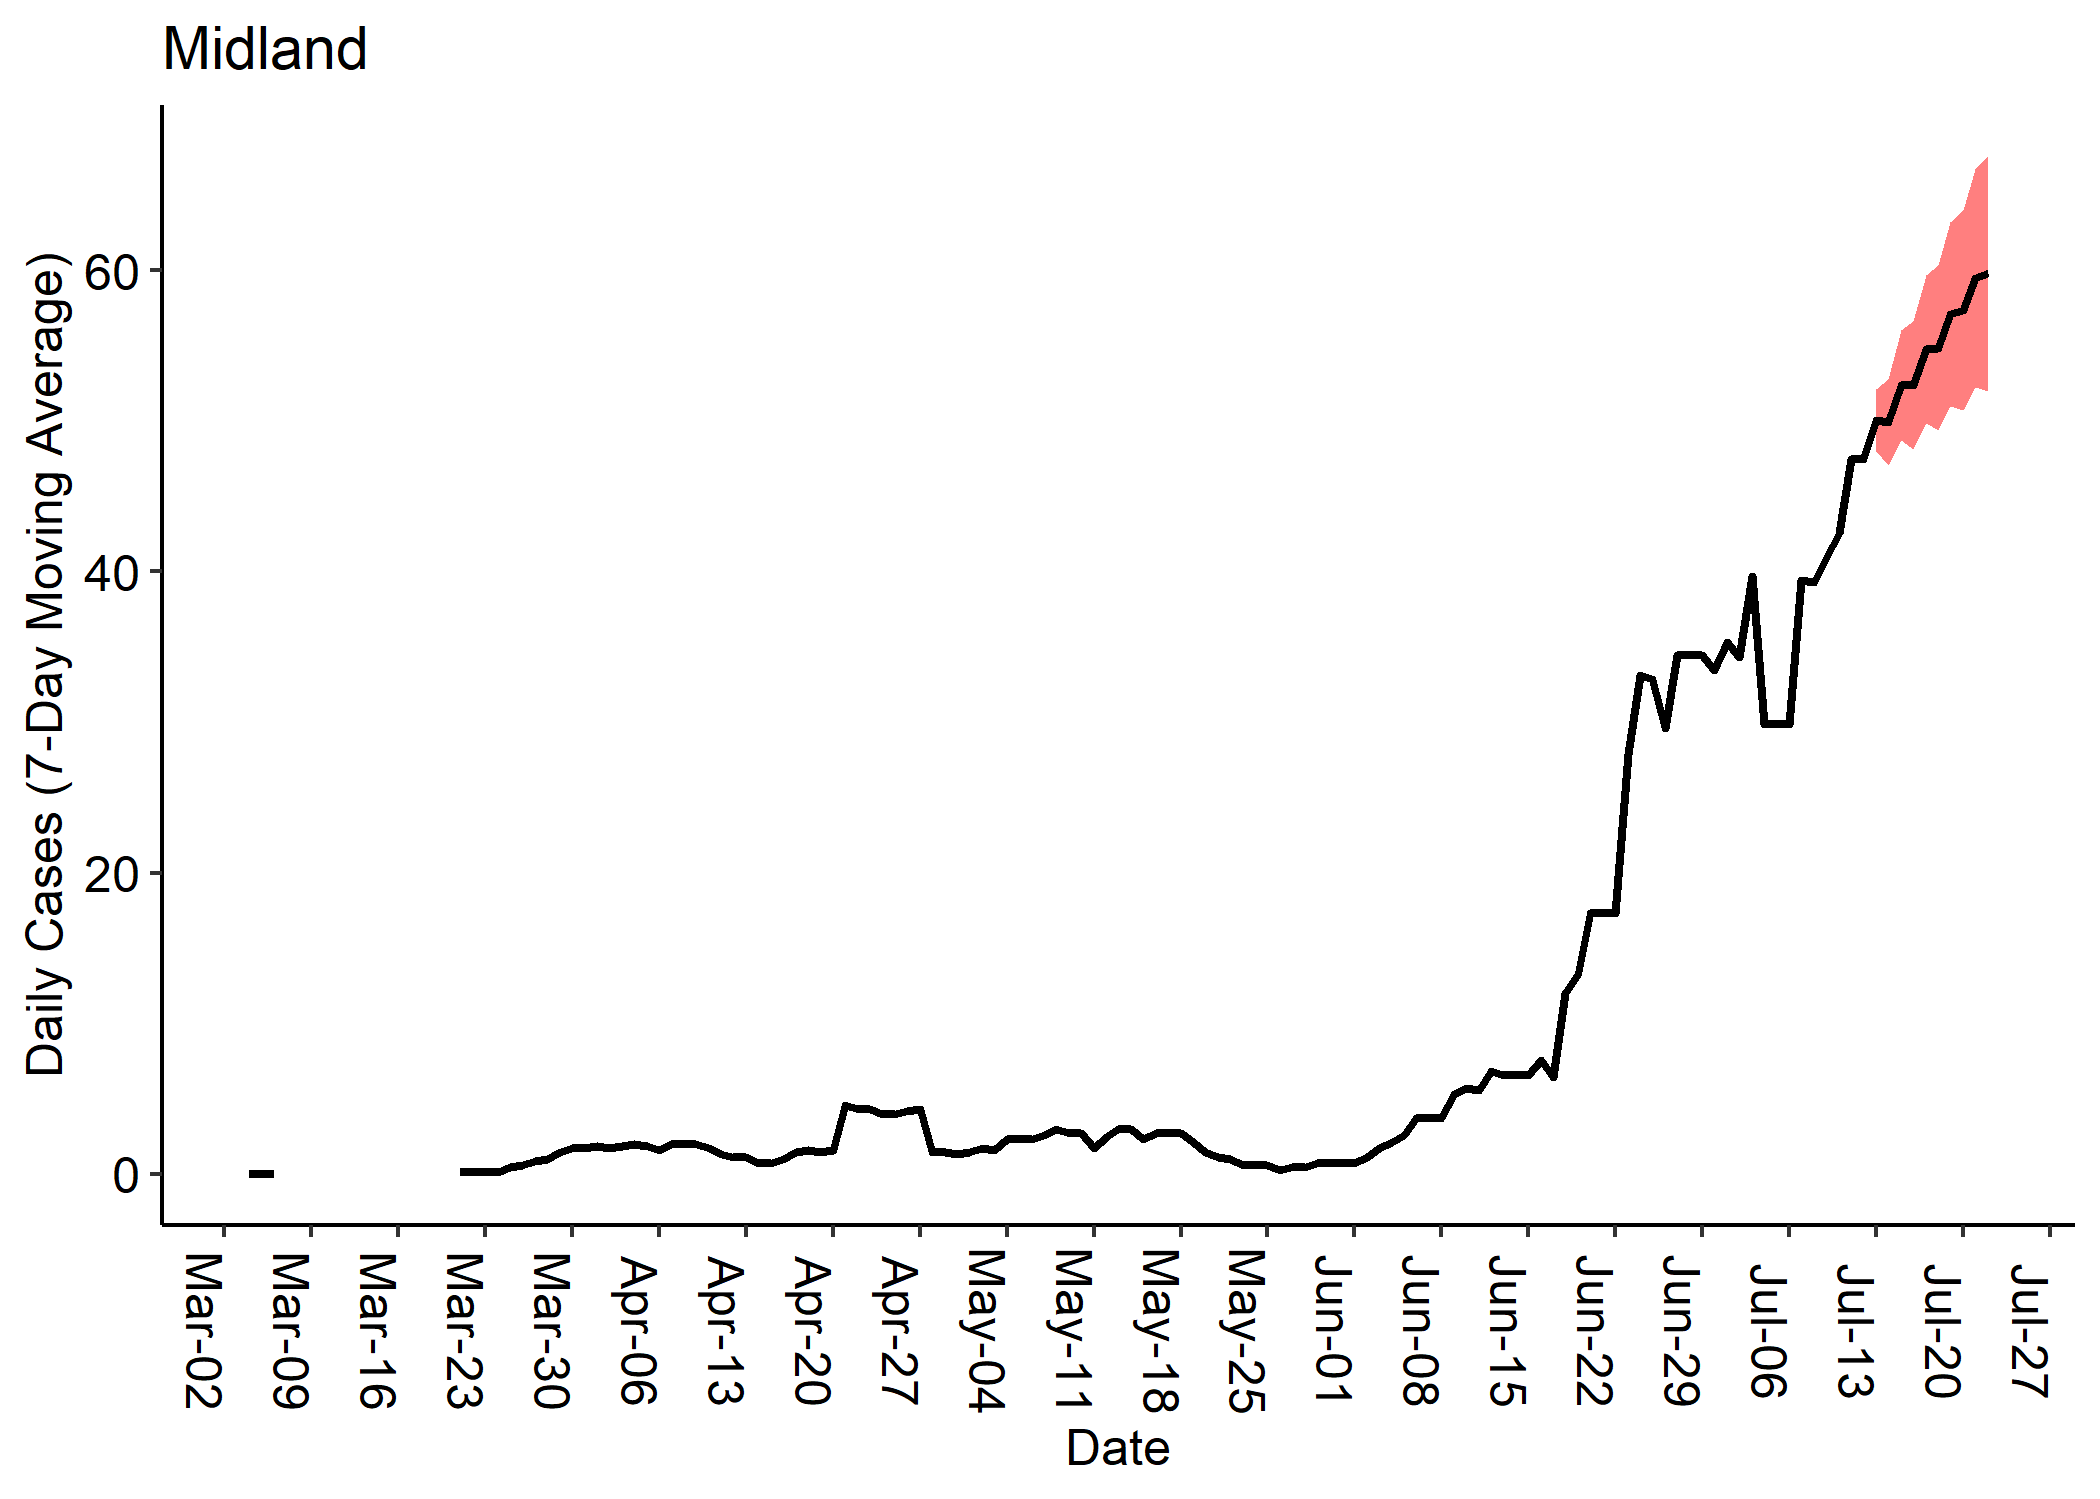 Midland
Daily Cases (7-Day Moving Average)
60
40
20
0
Mar-02
Mar-09
Mar-16
Mar-23
Mar-30
Apr-06
Apr-13
Apr-20
Apr-27
May-04
May-11
May-18
May-25
Jun-01
Jun-08
Jun-15
Jun-22
Jun-29
Jul-06
Jul-13
Jul-20
Jul-27
Date